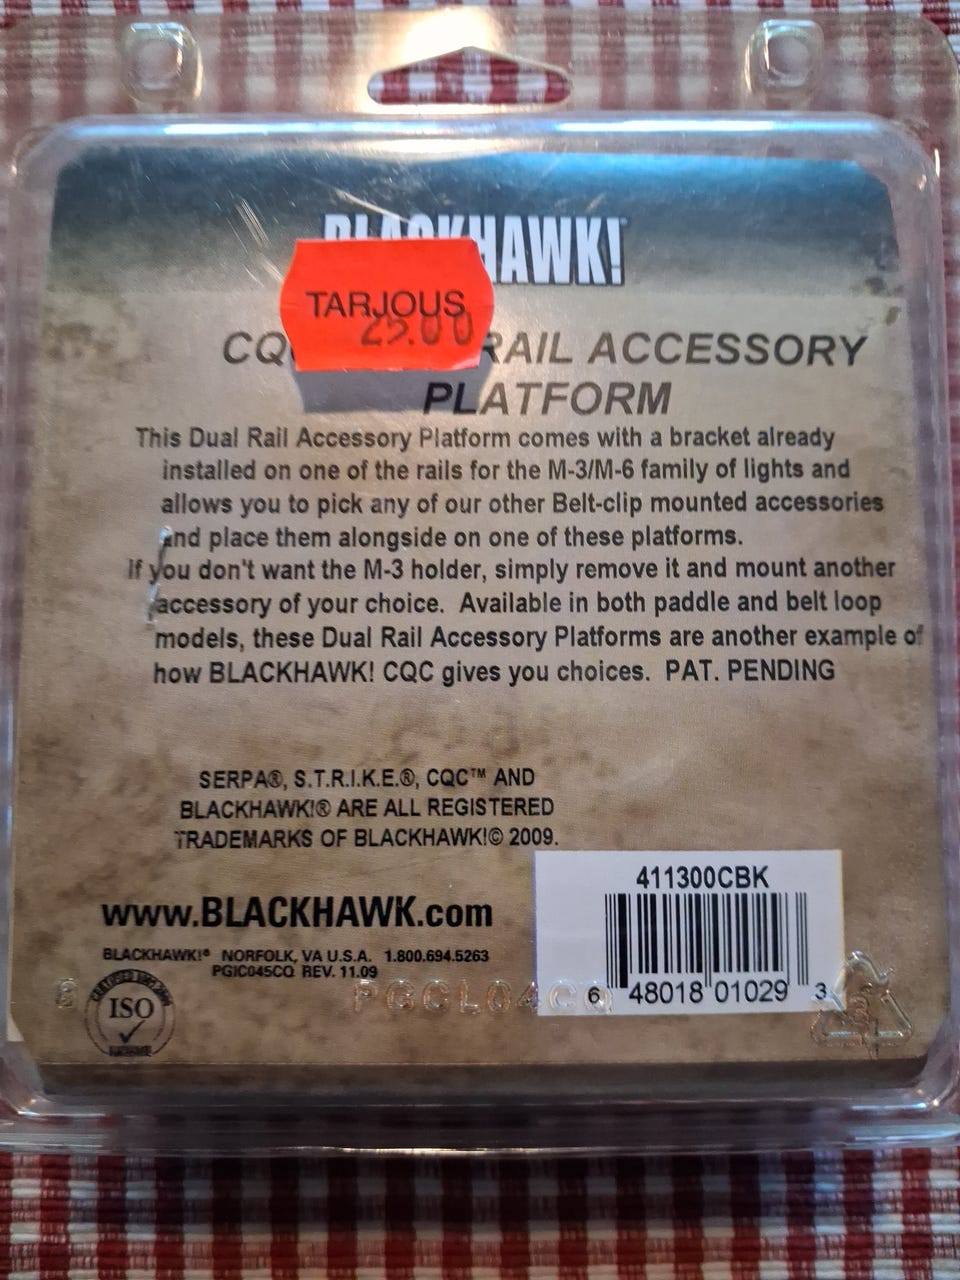 BLACKHAWK!
TARJOUS
25.00
RAIL ACCESSORY
PLATFORM
This Dual Rail Accessory Platform comes with a bracket already
installed on one of the rails for the M-3/M-6 family of lights and
allows you to pick any of our other Belt-clip mounted accessories
and place them alongside on one of these platforms.
If you don't want the M-3 holder, simply remove it and mount another
accessory of your choice. Available in both paddle and belt loop
models, these Dual Rail Accessory Platforms are another example of
how BLACKHAWK! CQC gives you choices. PAT. PENDING
SERPA®, S.T.R.I.K.E.®, CQC™ AND
BLACKHAWK!® ARE ALL REGISTERED
TRADEMARKS OF BLACKHAWK!© 2009.
411300CBK
www.BLACKHAWK.com
BLACKHAWK!® NORFOLK, VA U.S.A. 1.800.694.5263
PGIC045CQ REV. 11.09
6 48018 01029 3
ISO